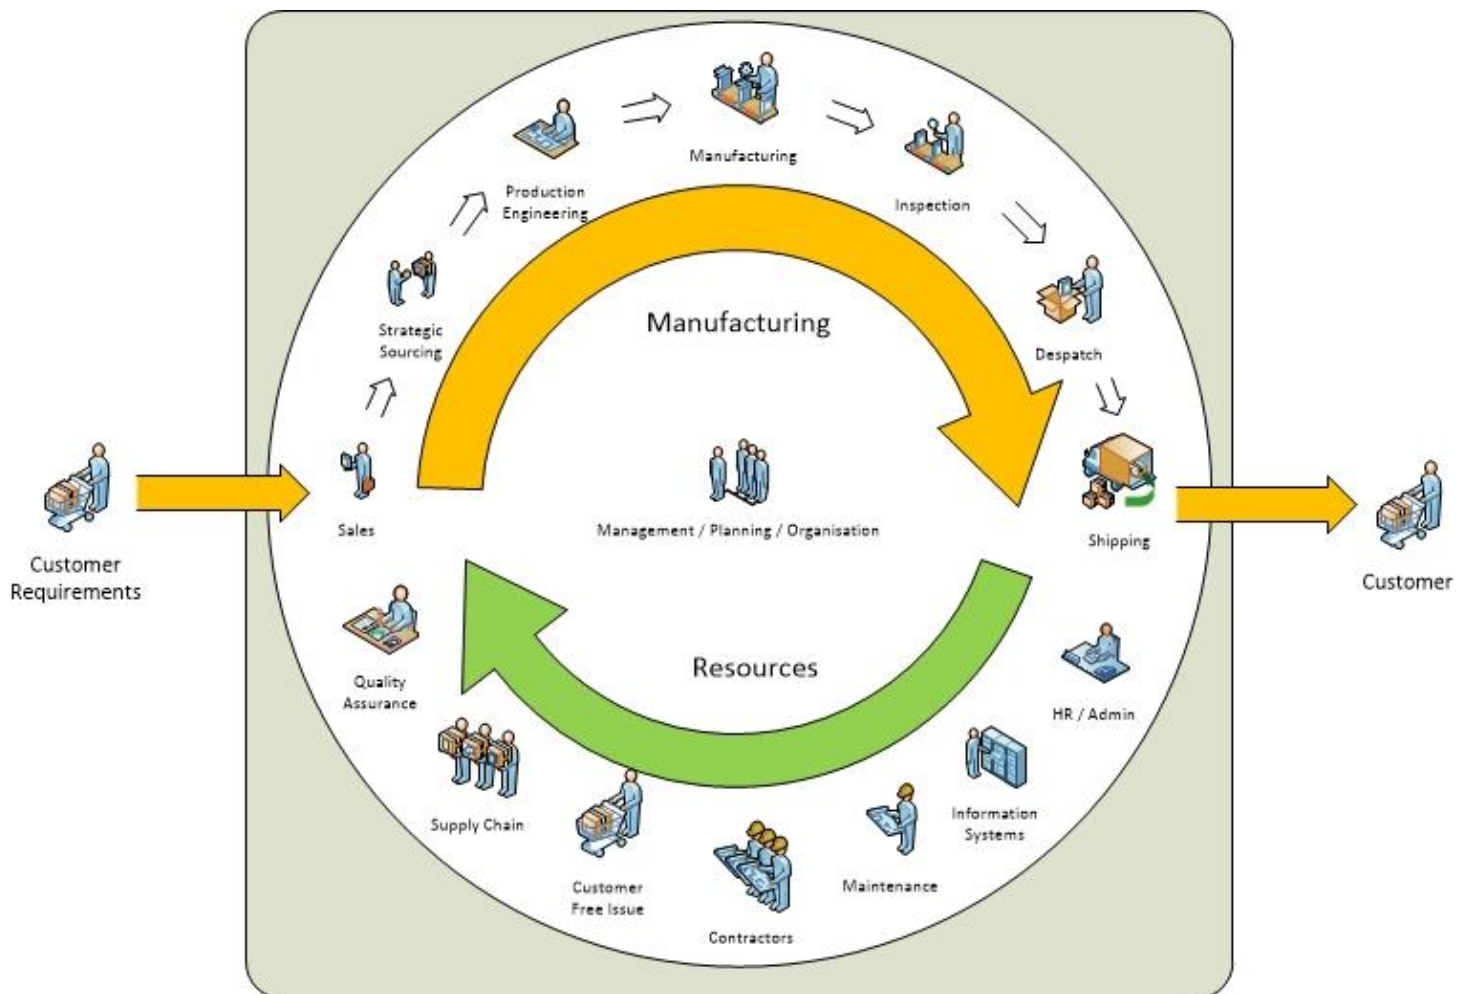 Manufacturing
Production
Engineering
Inspection
Strategic
Sourcing
Manufacturing
Despatch
Sales
Management / Planning / Organisation
Shipping
Customer
Requirements
Customer
Quality
Assurance
Resources
HR / Admin
Supply Chain
Information
Systems
Customer
Free Issue
Maintenance
Contractors